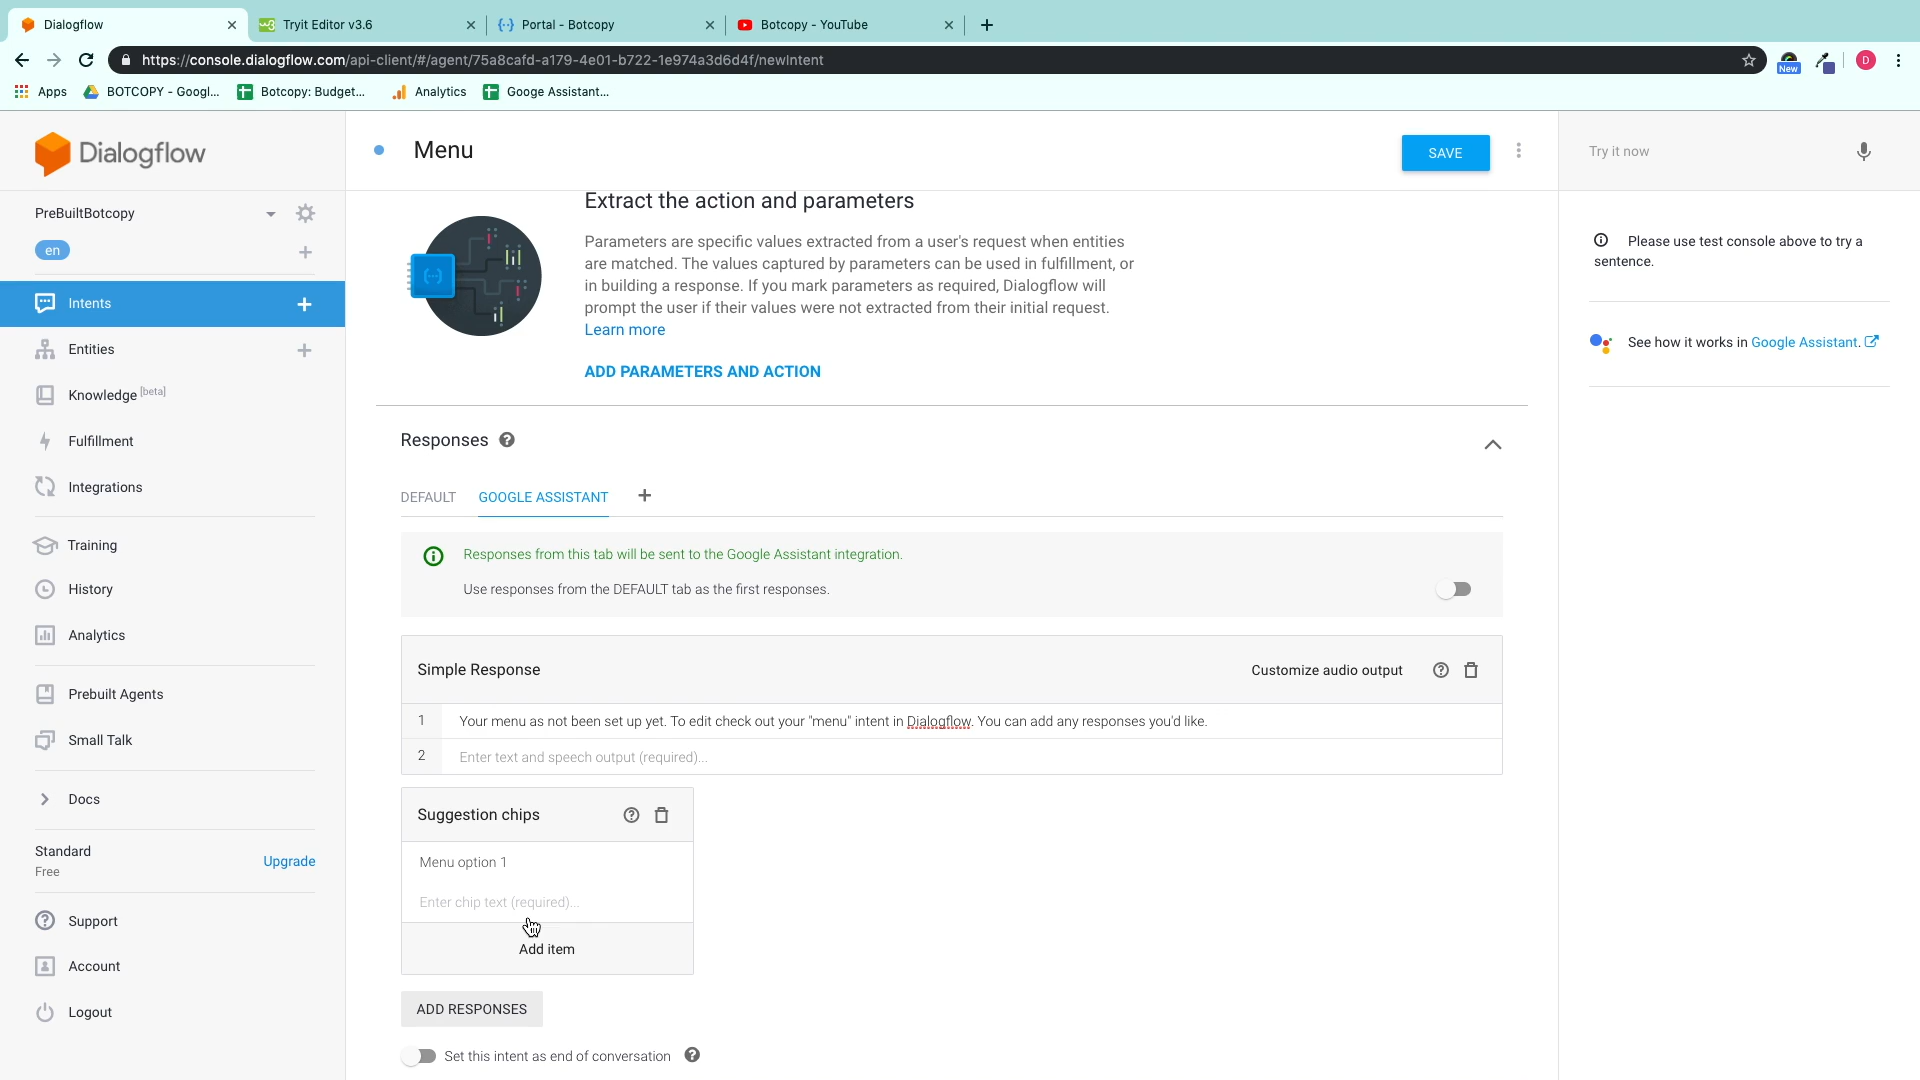 Dialogflow
Tryit Editor v3.6
Portal - Botcopy
Botcopy - YouTube
https://console.dialogflow.com/api-client/#/agent/75a8cafd-a179-4e01-b722-1e974a3d6d4f/newIntent
New
D
Apps
BOTCOPY - Googl...
Botcopy: Budget...
Analytics
Googe Assistant...
Dialogflow
Menu
SAVE
Try it now
PreBuiltBotcopy
en
Intents
Entities
Knowledge [beta]
Fulfillment
Integrations
Training
History
Analytics
Prebuilt Agents
Small Talk
Docs
Standard
Free
Upgrade
Support
Account
Logout
Extract the action and parameters
Parameters are specific values extracted from a user's request when entities
are matched. The values captured by parameters can be used in fulfillment, or
in building a response. If you mark parameters as required, Dialogflow will
prompt the user if their values were not extracted from their initial request.
Learn more
ADD PARAMETERS AND ACTION
Responses
DEFAULT
GOOGLE ASSISTANT
Responses from this tab will be sent to the Google Assistant integration.
Use responses from the DEFAULT tab as the first responses.
Simple Response
Customize audio output
1 Your menu as not been set up yet. To edit check out your "menu" intent in Dialogflow. You can add any responses you'd like.
2 Enter text and speech output (required)...
Suggestion chips
Menu option 1
Enter chip text (required)...
Add item
ADD RESPONSES
Set this intent as end of conversation
Please use test console above to try a
sentence.
See how it works in Google Assistant.